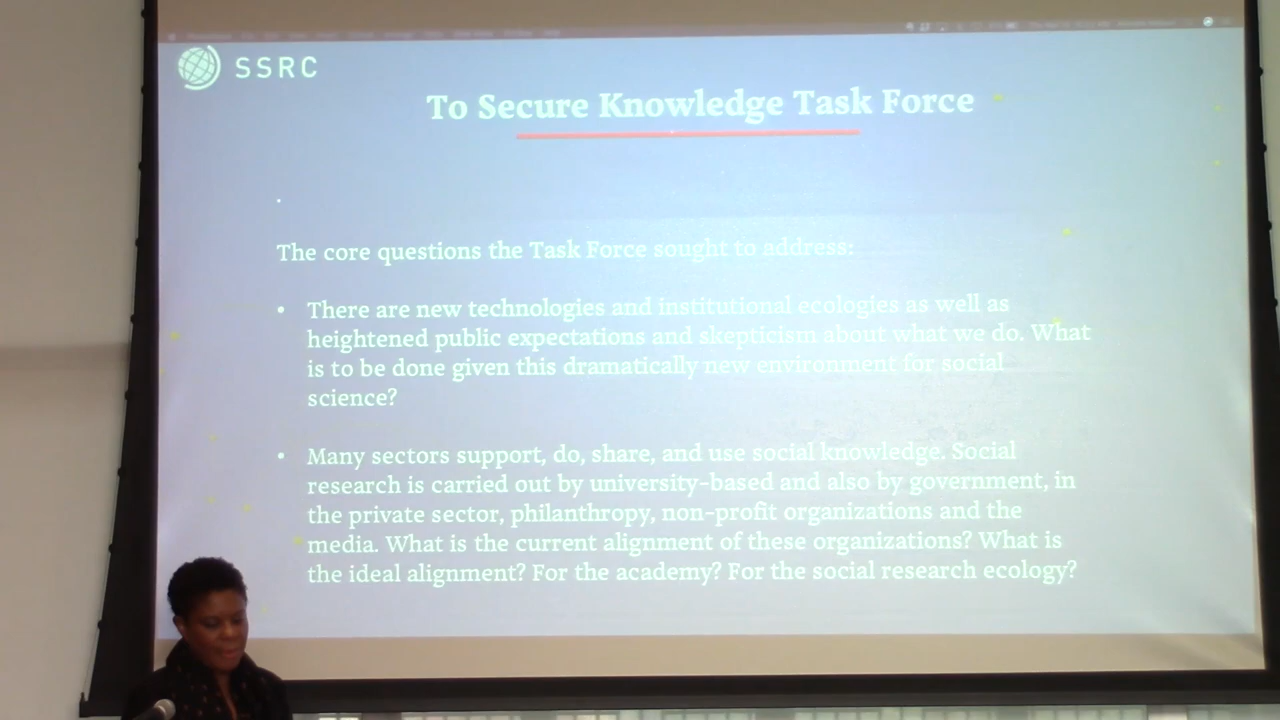 SSRC
To Secure Knowledge Task Force
The core questions the Task Force sought to address:
• There are new technologies and institutional ecologies as well as
heightened public expectations and skepticism about what we do. What
is to be done given this dramatically new environment for social
science?
• Many sectors support, do, share, and use social knowledge. Social
research is carried out by university-based and also by government, in
the private sector, philanthropy, non-profit organizations and the
media. What is the current alignment of these organizations? What is
the ideal alignment? For the academy? For the social research ecology?